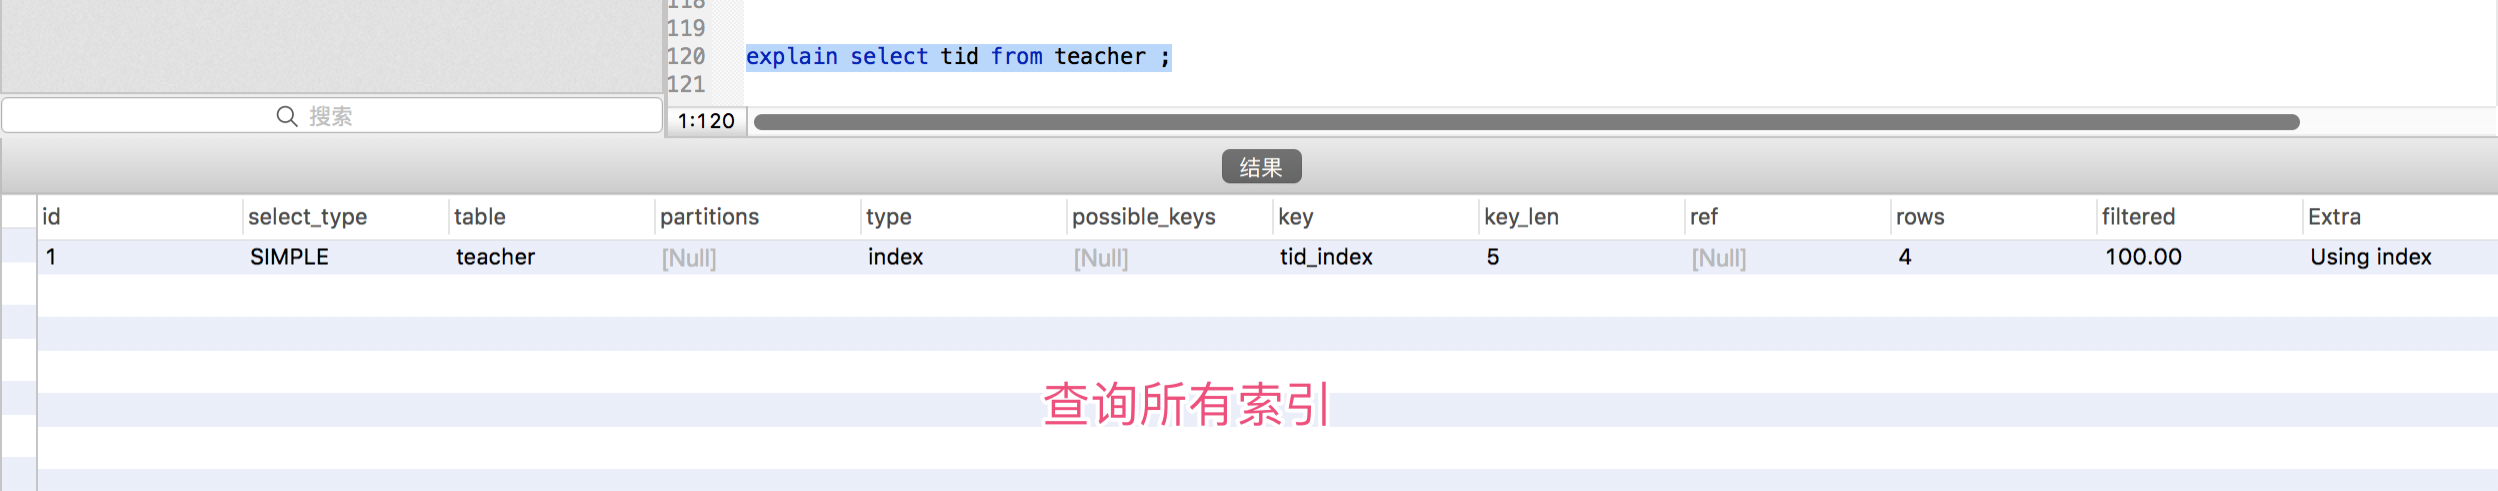 118
119
120 explain select tid from teacher ;
121
搜索
1:120
结果
id select_type table partitions type possible_keys key key_len ref rows filtered Extra
1 SIMPLE teacher [Null] index [Null] tid_index 5 [Null] 4 100.00 Using index
查询所有索引